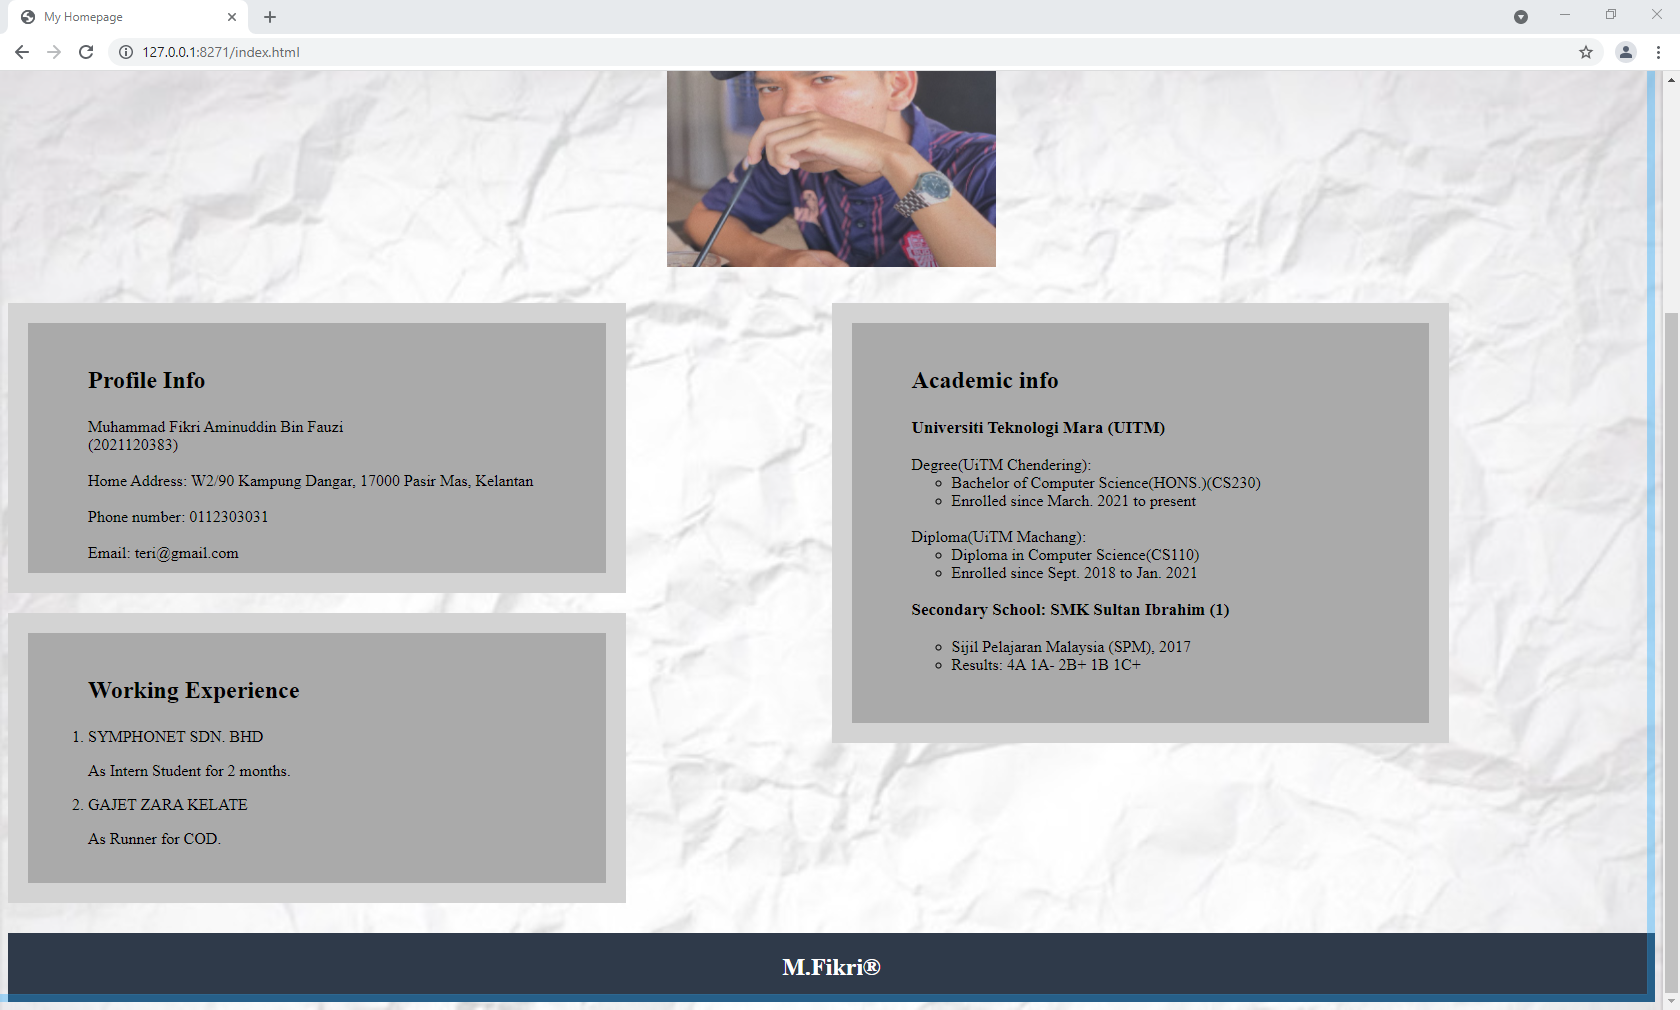 My Homepage
127.0.0.1:8271/index.html
Profile Info
Muhammad Fikri Aminuddin Bin Fauzi
(2021120383)
Home Address: W2/90 Kampung Dangar, 17000 Pasir Mas, Kelantan
Phone number: 0112303031
Email: teri@gmail.com
Working Experience
1. SYMPHONET SDN. BHD
As Intern Student for 2 months.
2. GAJET ZARA KELATE
As Runner for COD.
Academic info
Universiti Teknologi Mara (UITM)
Degree(UiTM Chendering):
Bachelor of Computer Science(HONS.)(CS230)
Enrolled since March. 2021 to present
Diploma(UiTM Machang):
Diploma in Computer Science(CS110)
Enrolled since Sept. 2018 to Jan. 2021
Secondary School: SMK Sultan Ibrahim (1)
Sijil Pelajaran Malaysia (SPM), 2017
Results: 4A 1A- 2B+ 1B 1C+
M.Fikri®